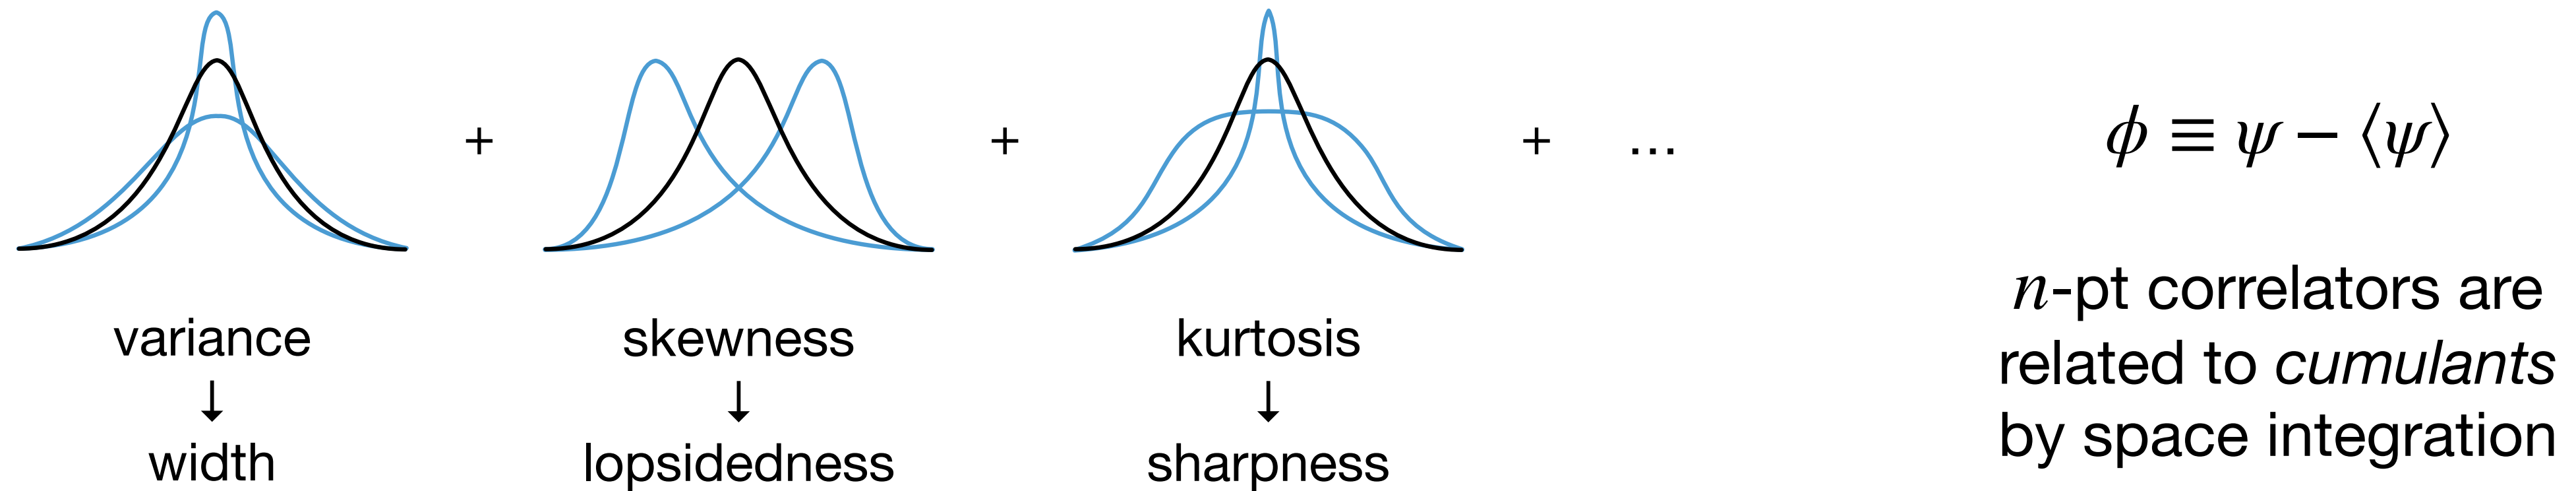 + + + ...
variance
↓
width
skewness
↓
lopsidedness
kurtosis
↓
sharpness
ϕ ≡ ψ − ⟨ψ⟩
n-pt correlators are
related to cumulants
by space integration